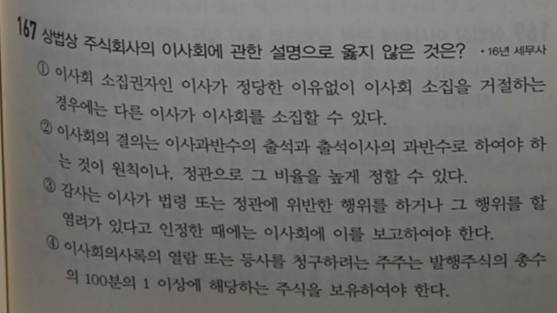 167 상법상 주식회사의 이사회에 관한 설명으로 옳지 않은 것은? · 16년 세무사
① 이사회 소집권자인 이사가 정당한 이유없이 이사회 소집을 거절하는
경우에는 다른 이사가 이사회를 소집할 수 있다.
② 이사회의 결의는 이사과반수의 출석과 출석이사의 과반수로 하여야 하
는 것이 원칙이나, 정관으로 그 비율을 높게 정할 수 있다.
③ 감사는 이사가 법령 또는 정관에 위반한 행위를 하거나 그 행위를 할
염려가 있다고 인정한 때에는 이사회에 이를 보고하여야 한다.
④ 이사회의사록의 열람 또는 등사를 청구하려는 주주는 발행주식의 총수
의 100분의 1 이상에 해당하는 주식을 보유하여야 한다.